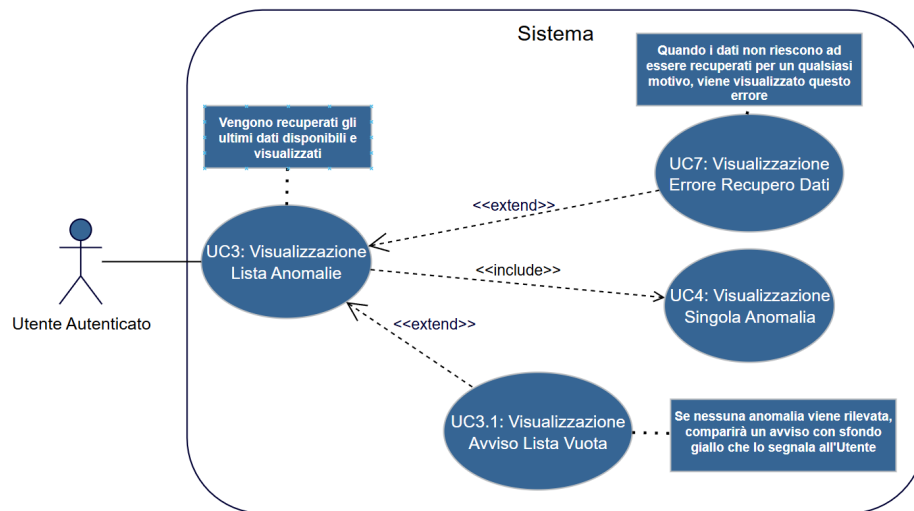 Sistema
Quando i dati non riescono ad
essere recuperati per un qualsiasi
motivo, viene visualizzato questo
errore
Vengono recuperati gli
ultimi dati disponibili e
visualizzati
UC7: Visualizzazione
Errore Recupero Dati
<<extend>>
UC3: Visualizzazione
Lista Anomalie
<<include>>
UC4: Visualizzazione
Singola Anomalia
Utente Autenticato
<<extend>>
UC3.1: Visualizzazione
Avviso Lista Vuota
Se nessuna anomalia viene rilevata,
comparirà un avviso con sfondo
giallo che lo segnala all'Utente